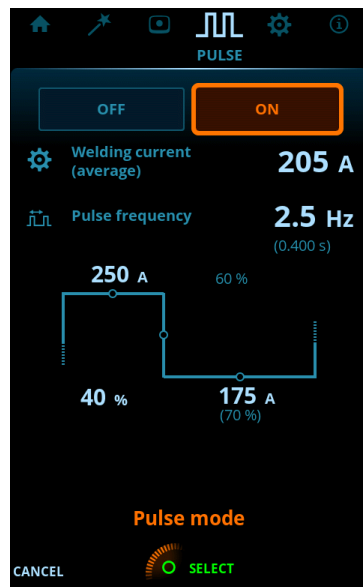 PULSE
OFF
ON
Welding current
(average)
205 A
Pulse frequency
2.5 Hz
(0.400 s)
250 A
60 %
40 %
175 A
(70 %)
Pulse mode
CANCEL
SELECT